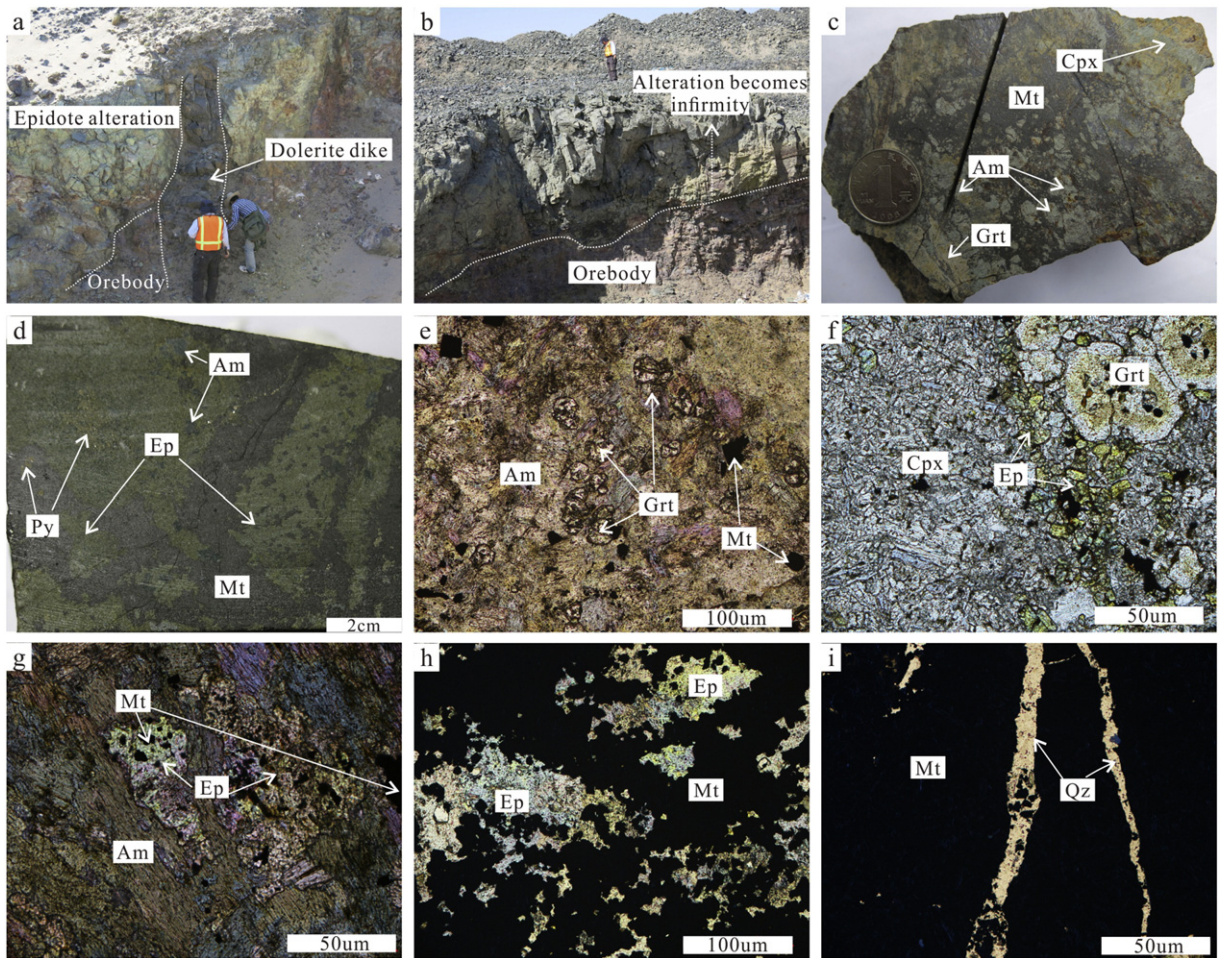 a
Epidote alteration
Dolerite dike
Orebody
b
Alteration becomes
infirmity
Orebody
c
Cpx
Mt
Am
Grt
d
Am
Ep
Py
Mt
2cm
e
Am
Grt
Mt
100um
f
Grt
Cpx
Ep
50um
g
Mt
Ep
Am
50um
h
Ep
Ep
Mt
100um
i
Mt
Qz
50um